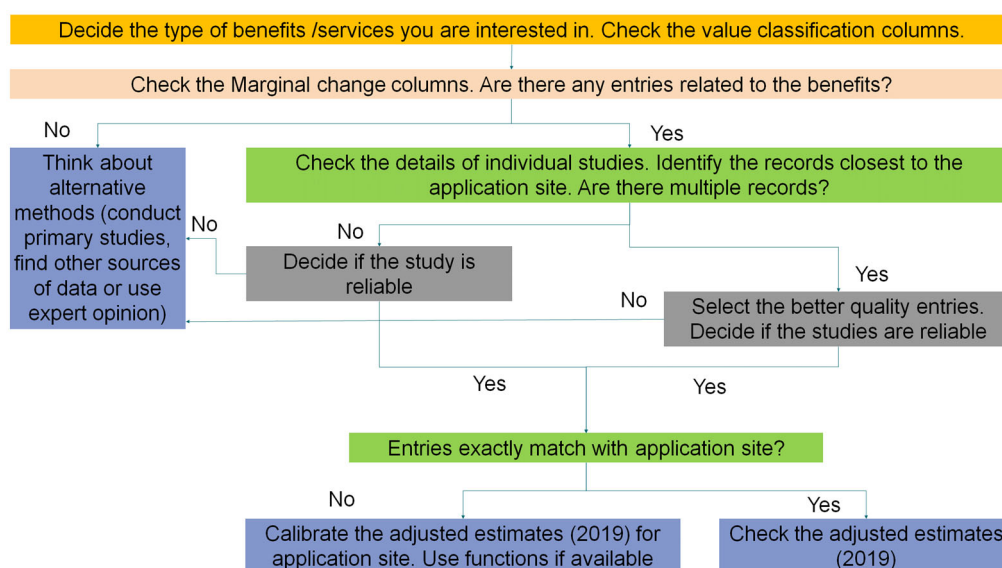 Decide the type of benefits /services you are interested in. Check the value classification columns.
Check the Marginal change columns. Are there any entries related to the benefits?
No
Yes
Think about
alternative
methods (conduct
primary studies,
find other sources
of data or use
expert opinion)
Check the details of individual studies. Identify the records closest to the
application site. Are there multiple records?
No
No
Decide if the study is
reliable
Yes
No
Select the better quality entries.
Decide if the studies are reliable
Yes
Yes
Entries exactly match with application site?
No
Yes
Calibrate the adjusted estimates (2019) for
application site. Use functions if available
Check the adjusted estimates
(2019)